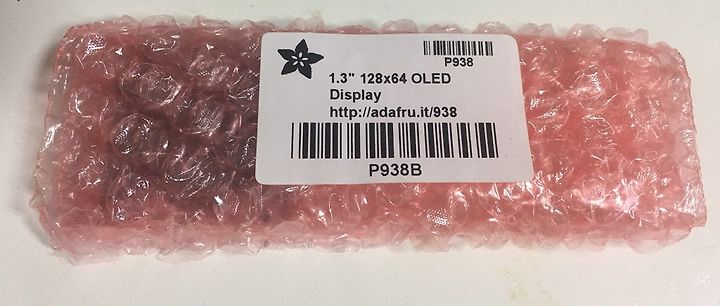 P938
1.3" 128x64 OLED
Display
http://adafru.it/938
P938B